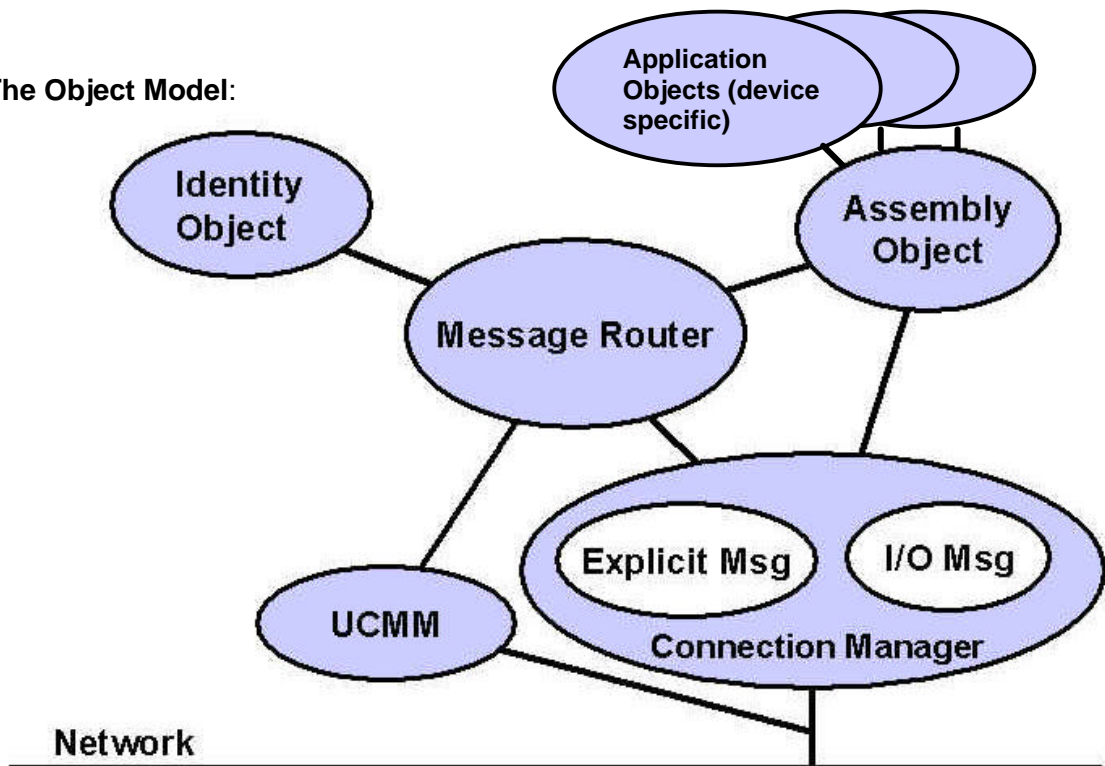 The Object Model:
Application
Objects (device
specific)
Identity
Object
Assembly
Object
Message Router
Explicit Msg
I/O Msg
UCMM
Connection Manager
Network